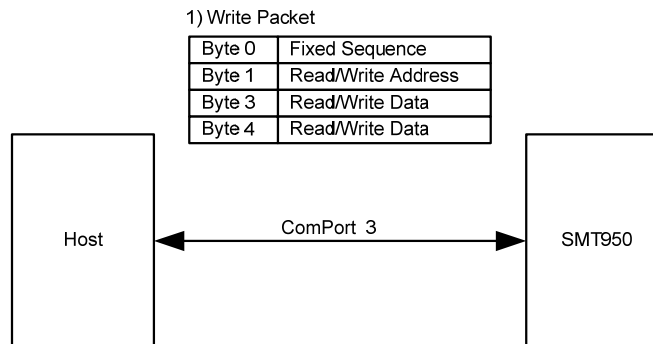 1) Write Packet
Byte 0 Fixed Sequence
Byte 1 Read/Write Address
Byte 3 Read/Write Data
Byte 4 Read/Write Data
Host
ComPort 3
SMT950